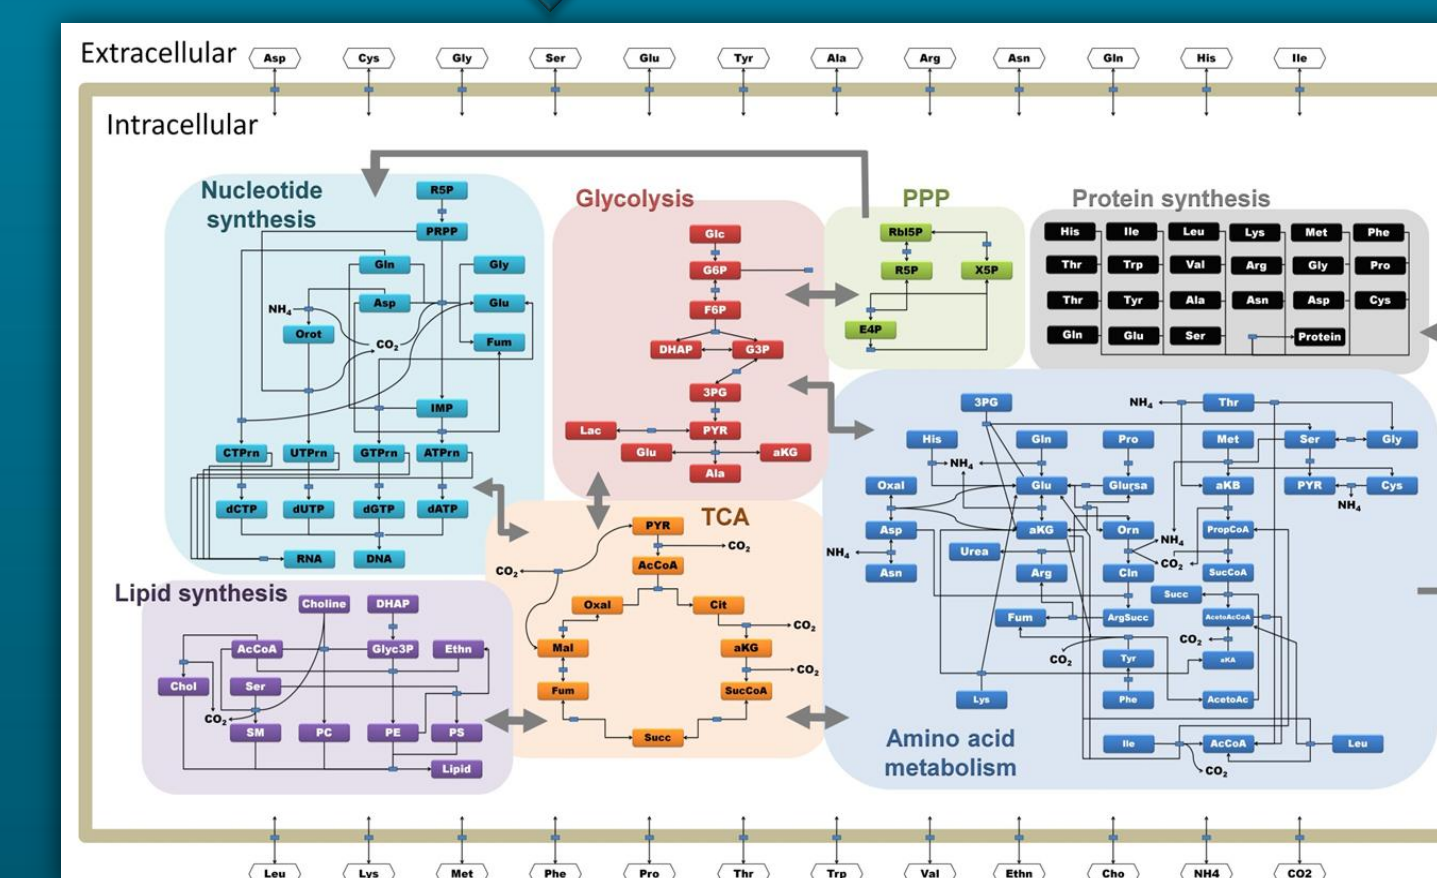 Extracellular
Asp Cys Gly Ser Glu Tyr Ala Arg Asn Gln His Ile
Intracellular
Nucleotide
synthesis
R5P
PRPP
Gln Gly
Asp Glu
NH4
Orot
CO2
Fum
IMP
CTPrn UTPrn GTPrn ATPrn
dCTP dUTP dGTP dATP
RNA DNA
Glycolysis
Glc
G6P
F6P
DHAP G3P
3PG
Lac PYR
Glu aKG
Ala
PPP
Rbl5P
R5P X5P
E4P
Protein synthesis
His Ile Leu Lys Met Phe
Thr Trp Val Arg Gly Pro
Thr Tyr Ala Asn Asp Cys
Gln Glu Ser Protein
Lipid synthesis
Choline DHAP
AcCoA Glyc3P Ethn
Chol Ser
CO2
SM PC PE PS
Lipid
TCA
PYR
CO2
AcCoA
CO2
Oxal Cit
CO2
Mal aKG
CO2
Fum SucCoA
Succ
3PG NH4 Thr
His Gln Pro Met Ser Gly
NH4
Oxal Glu Glursa aKB PYR Cys
NH4
Asp aKG Orn PropCoA
NH4
NH4 Urea
CO2
Asn Arg Cln SucCoA
Succ
Fum ArgSucc AcetoAcCoA
CO2
CO2 Tyr aKA
Lys Phe AcetoAc
Amino acid
metabolism
Ile AcCoA Leu
CO2
Leu Lys Met Phe Pro Thr Trp Val Ethn Cho NH4 CO2